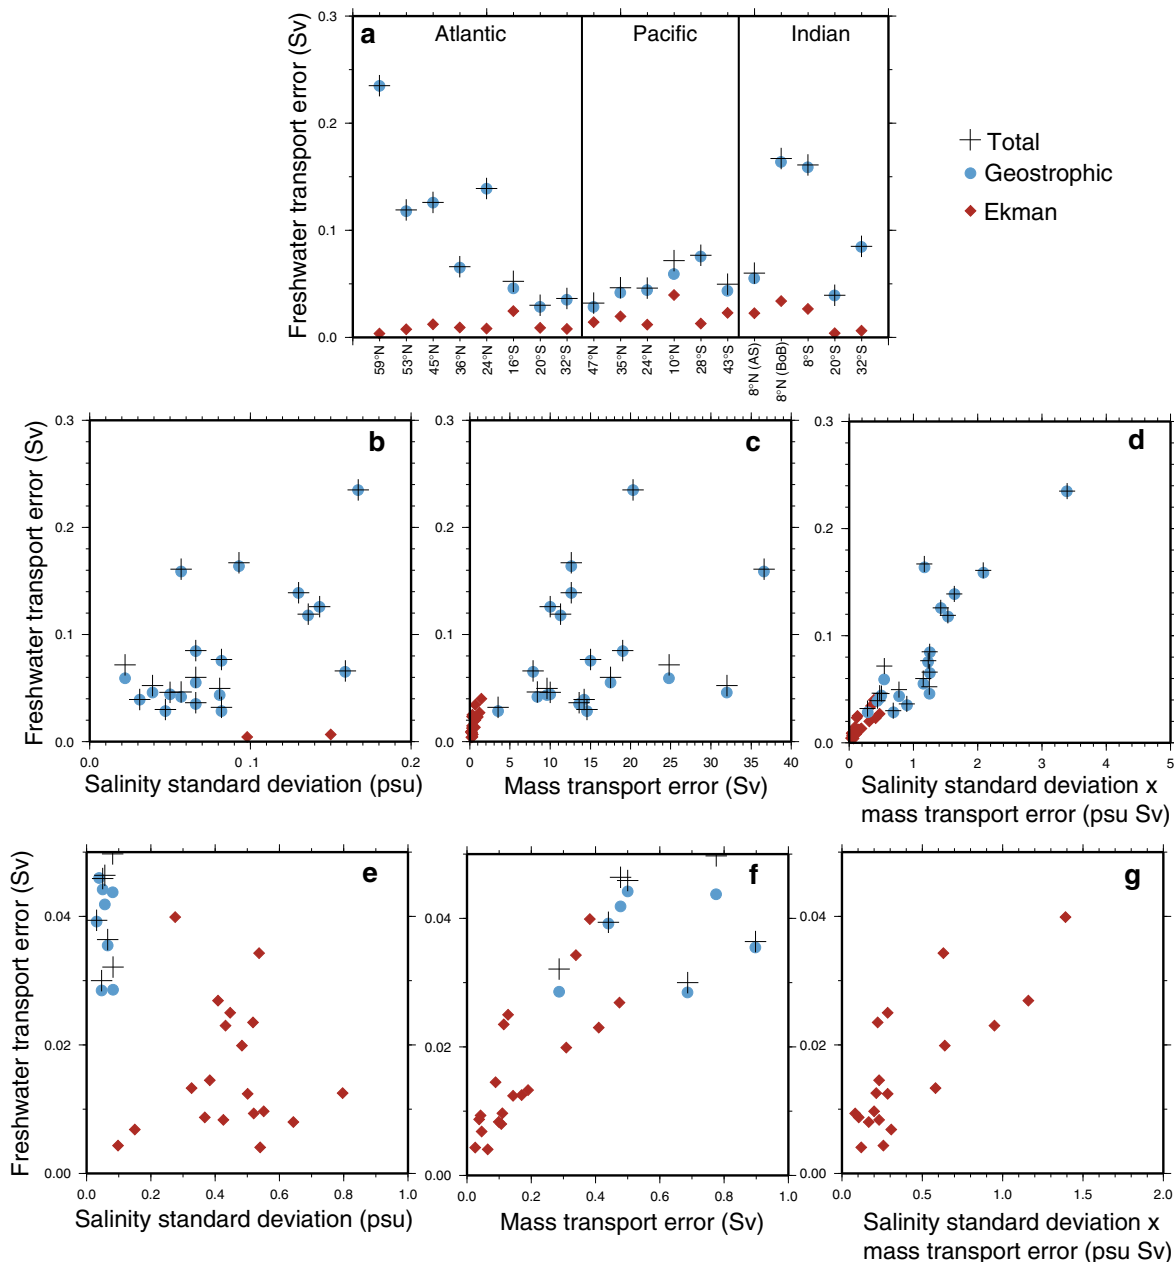 a
Atlantic
Pacific
Indian
Freshwater transport error (Sv)
0.3
0.2
0.1
0.0
59°N
53°N
45°N
36°N
24°N
16°S
20°S
32°S
47°N
35°N
24°N
10°N
28°S
43°S
8°N (AS)
8°N (BoB)
8°S
20°S
32°S
Total
Geostrophic
Ekman
b
Freshwater transport error (Sv)
0.3
0.2
0.1
0.0
0.0
0.1
0.2
Salinity standard deviation (psu)
c
0.3
0.2
0.1
0.0
0 5 10 15 20 25 30 35 40
Mass transport error (Sv)
d
0.3
0.2
0.1
0.0
0 1 2 3 4 5
Salinity standard deviation x
mass transport error (psu Sv)
e
Freshwater transport error (Sv)
0.04
0.02
0.00
0.0 0.2 0.4 0.6 0.8 1.0
Salinity standard deviation (psu)
f
0.04
0.02
0.00
0.0 0.2 0.4 0.6 0.8 1.0
Mass transport error (Sv)
g
0.04
0.02
0.00
0.0 0.5 1.0 1.5 2.0
Salinity standard deviation x
mass transport error (psu Sv)